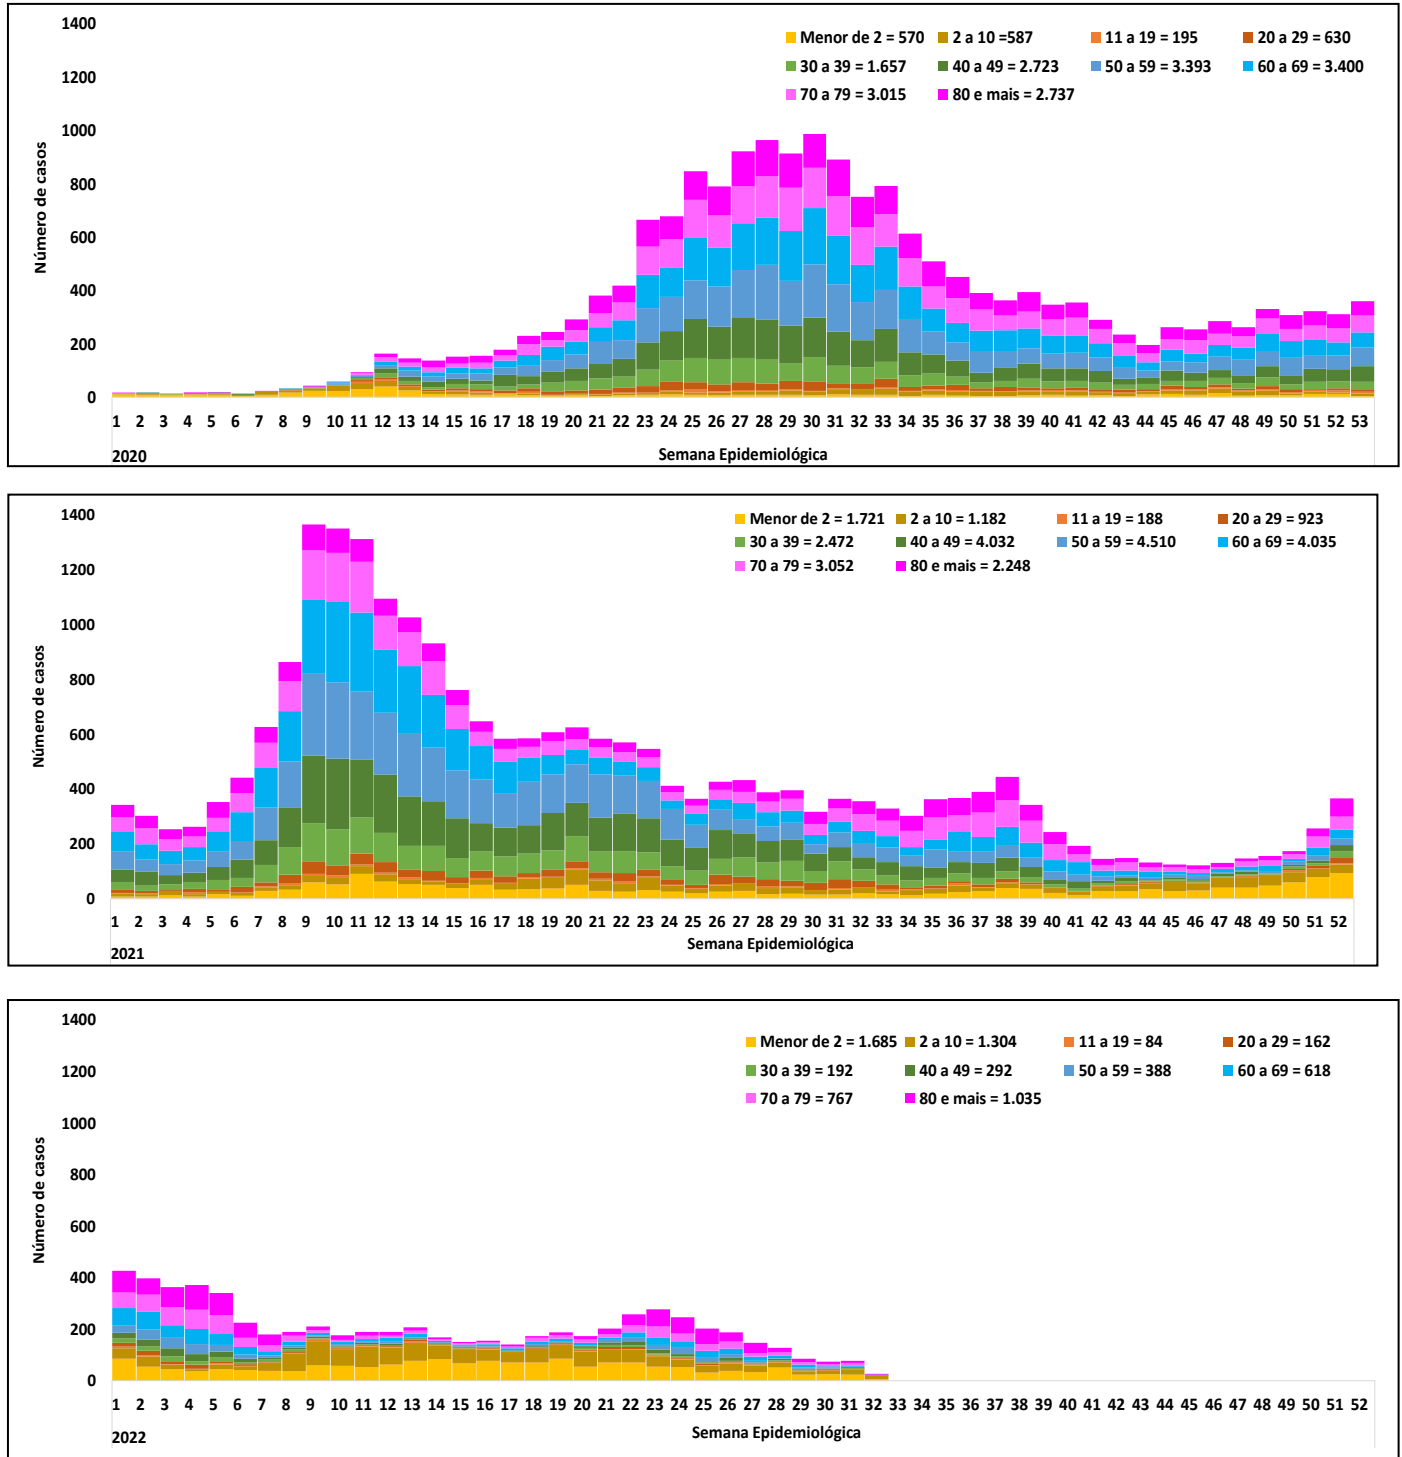 1400
1200
1000
800
600
400
200
0
Número de casos
Menor de 2 = 570 2 a 10 =587 11 a 19 = 195 20 a 29 = 630
30 a 39 = 1.657 40 a 49 = 2.723 50 a 59 = 3.393 60 a 69 = 3.400
70 a 79 = 3.015 80 e mais = 2.737
1 2 3 4 5 6 7 8 9 10 11 12 13 14 15 16 17 18 19 20 21 22 23 24 25 26 27 28 29 30 31 32 33 34 35 36 37 38 39 40 41 42 43 44 45 46 47 48 49 50 51 52 53
2020
Semana Epidemiológica
1400
1200
1000
800
600
400
200
0
Número de casos
Menor de 2 = 1.721 2 a 10 = 1.182 11 a 19 = 188 20 a 29 = 923
30 a 39 = 2.472 40 a 49 = 4.032 50 a 59 = 4.510 60 a 69 = 4.035
70 a 79 = 3.052 80 e mais = 2.248
1 2 3 4 5 6 7 8 9 10 11 12 13 14 15 16 17 18 19 20 21 22 23 24 25 26 27 28 29 30 31 32 33 34 35 36 37 38 39 40 41 42 43 44 45 46 47 48 49 50 51 52
2021
Semana Epidemiológica
1400
1200
1000
800
600
400
200
0
Número de casos
Menor de 2 = 1.685 2 a 10 = 1.304 11 a 19 = 84 20 a 29 = 162
30 a 39 = 192 40 a 49 = 292 50 a 59 = 388 60 a 69 = 618
70 a 79 = 767 80 e mais = 1.035
1 2 3 4 5 6 7 8 9 10 11 12 13 14 15 16 17 18 19 20 21 22 23 24 25 26 27 28 29 30 31 32 33 34 35 36 37 38 39 40 41 42 43 44 45 46 47 48 49 50 51 52
2022
Semana Epidemiológica